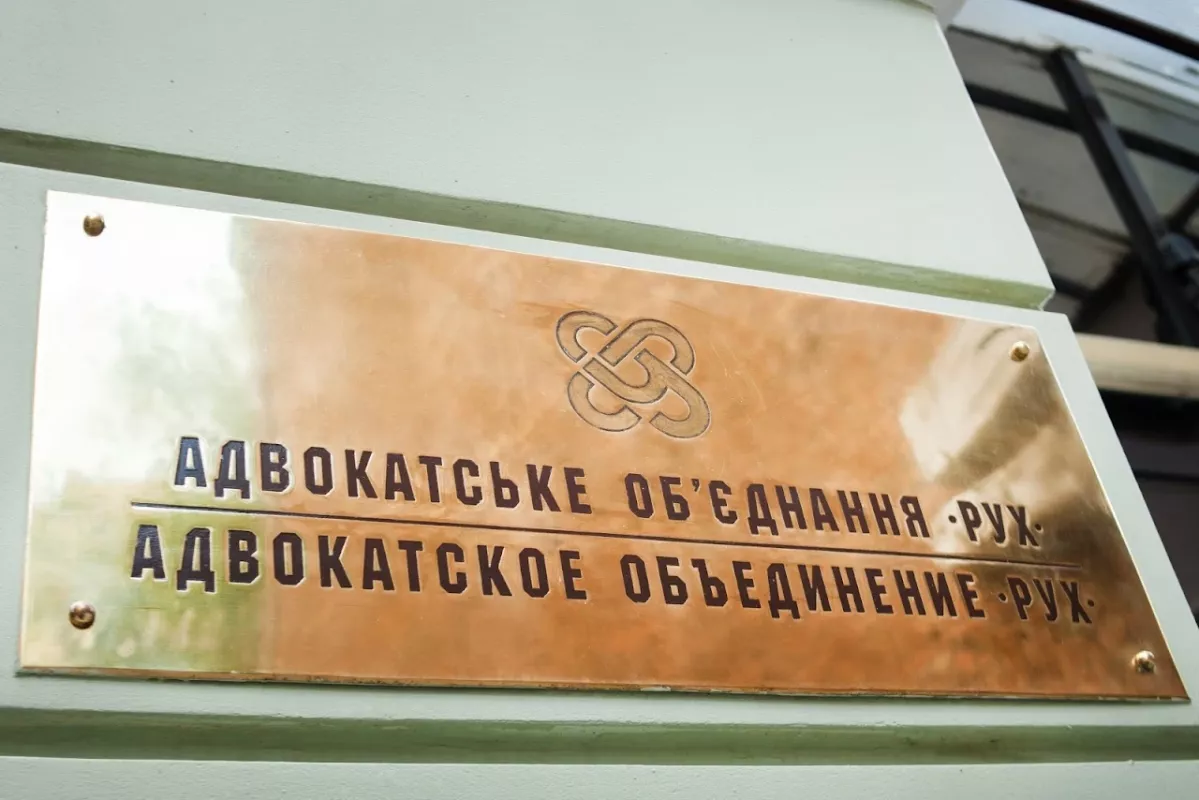 АДВОКАТСЬКЕ ОБ'ЄДНАННЯ ·РУХ·
АДВОКАТСКОЕ ОБЪЕДИНЕНИЕ ·РУХ·